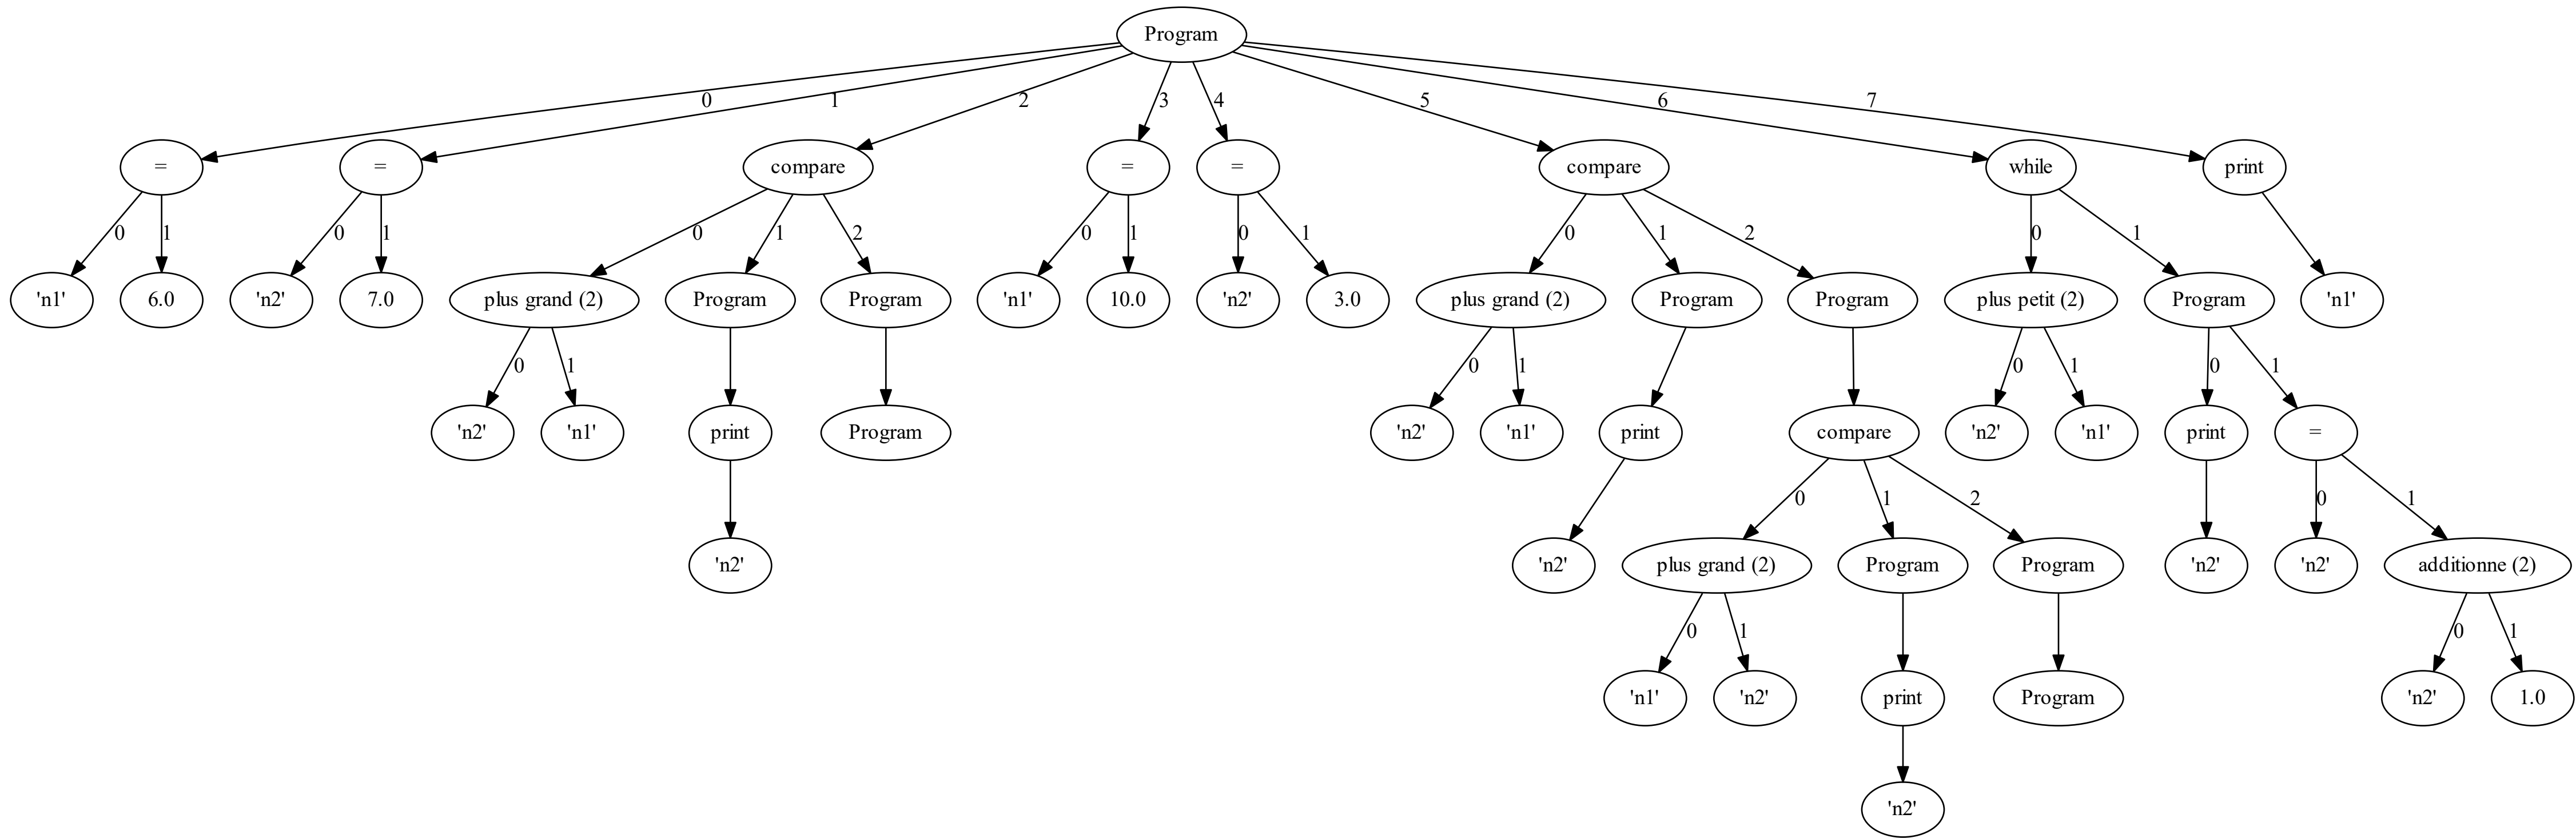 Program
0 1 2 3 4 5 6 7
= = compare = = compare while print
0 1 0 1 0 1 2 0 1 0 1 0 1 2 0 1
'n1' 6.0 'n2' 7.0 plus grand (2) Program Program 'n1' 10.0 'n2' 3.0 plus grand (2) Program Program plus petit (2) Program 'n1'
0 1 0 1 0 1 0 1
'n2' 'n1' print Program 'n2' 'n1' print compare 'n2' 'n1' print =
0 1 2 0 1
'n2' 'n2' plus grand (2) Program Program 'n2' 'n2' additionne (2)
0 1 0 1
'n1' 'n2' print Program 'n2' 1.0
'n2'